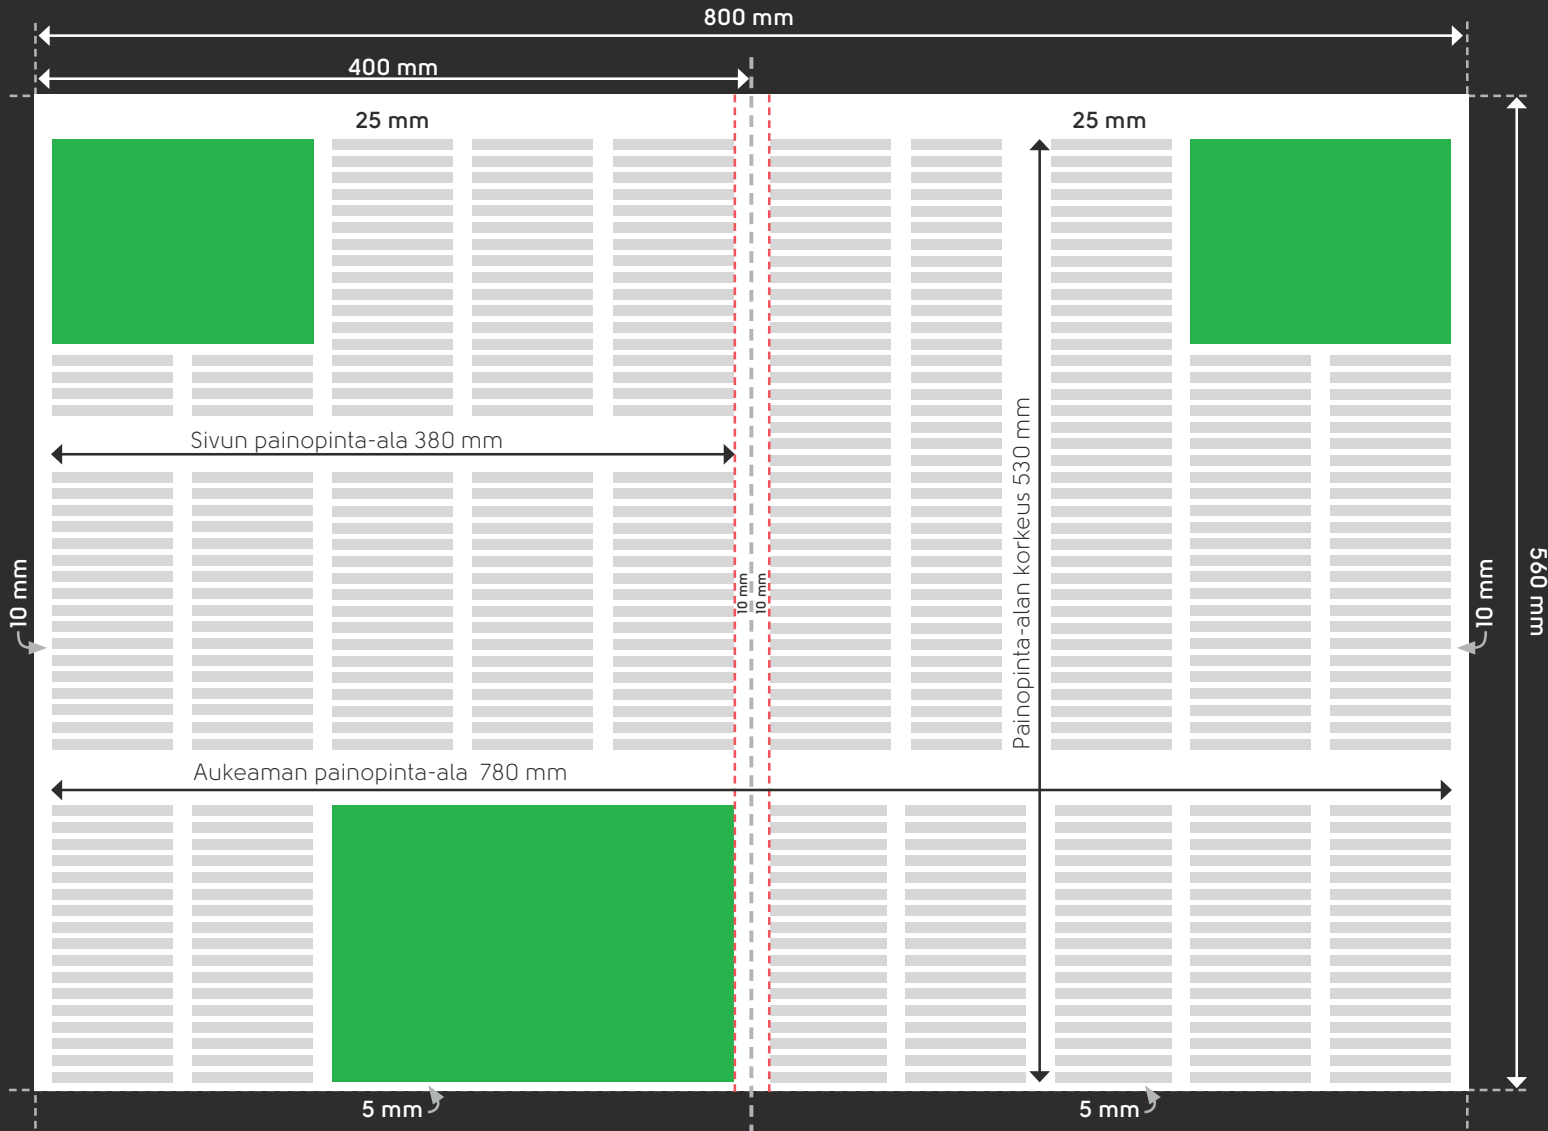 800 mm
400 mm
25 mm
25 mm
Sivun painopinta-ala 380 mm
Painopinta-alan korkeus 530 mm
10 mm
10 mm
10 mm
10 mm
560 mm
Aukeaman painopinta-ala 780 mm
5 mm
5 mm